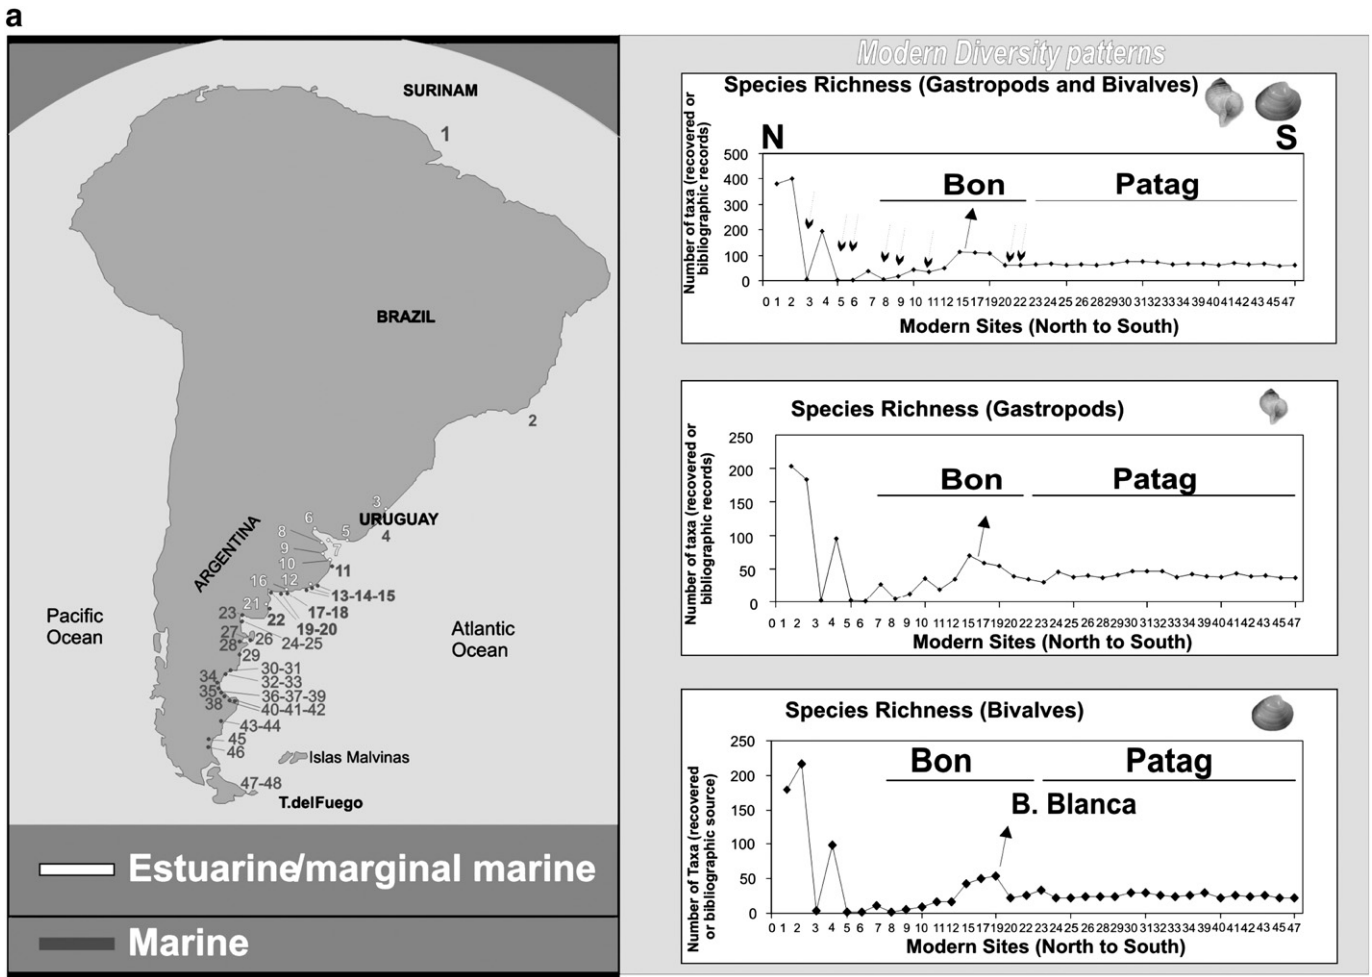 a
SURINAM
1
BRAZIL
2
3
URUGUAY
4
5
6
7
8
9
10
11
ARGENTINA
12
16
13-14-15
17-18
19-20
21
22
23
24-25
26
27
28
29
30-31
32-33
34
35
36-37-39
38
40-41-42
43-44
45
46
47-48
Pacific
Ocean
Atlantic
Ocean
Islas Malvinas
T.delFuego
Estuarine/marginal marine
Marine
Modern Diversity patterns
Species Richness (Gastropods and Bivalves)
N
S
Number of taxa (recovered or
bibliographic records)
500
400
300
200
100
0
Bon
Patag
0 1 2 3 4 5 6 7 8 9 10 11 12 15 17 19 20 22 23 24 25 26 28 29 30 31 32 33 34 39 40 41 42 43 45 47
Modern Sites (North to South)
Species Richness (Gastropods)
Number of taxa (recovered or
bibliographic records)
250
200
150
100
50
0
Bon
Patag
0 1 2 3 4 5 6 7 8 9 10 11 12 15 17 19 20 22 23 24 25 26 28 29 30 31 32 33 34 39 40 41 42 43 45 47
Modern Sites (North to South)
Species Richness (Bivalves)
Number of Taxa (recovered
or bibliographic source)
250
200
150
100
50
0
Bon
Patag
B. Blanca
0 1 2 3 4 5 6 7 8 9 10 11 12 15 17 19 20 22 23 24 25 26 28 29 30 31 32 33 34 39 40 41 42 43 45 47
Modern Sites (North to South)